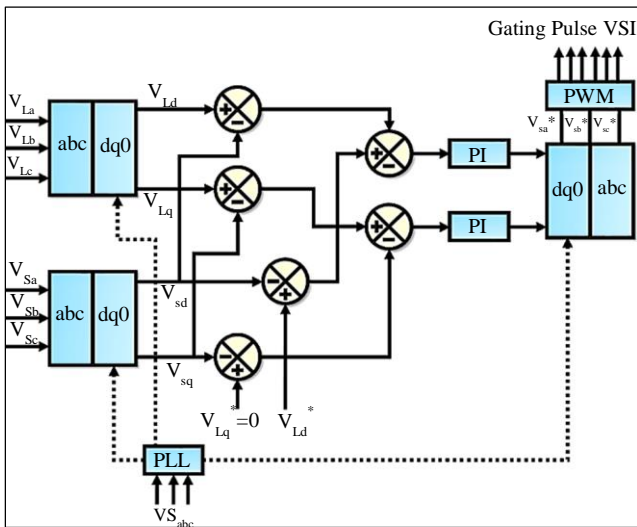 Gating Pulse VSI
PWM
V_sa* V_sb* V_sc*
V_La
V_Lb
V_Lc
abc dq0
V_Ld
V_Lq
+ −
+ −
+ −
+ −
PI
PI
dq0 abc
V_Sa
V_Sb
V_Sc
abc dq0
V_sd
V_sq
− +
− +
V_Lq*=0
V_Ld*
PLL
VS_abc